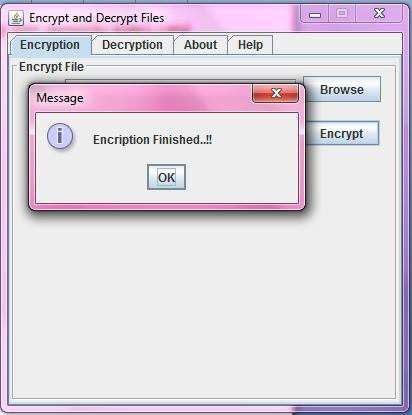 Encrypt and Decrypt Files
Encryption Decryption About Help
Encrypt File
Browse
Message
Encription Finished..!!
Encrypt
OK